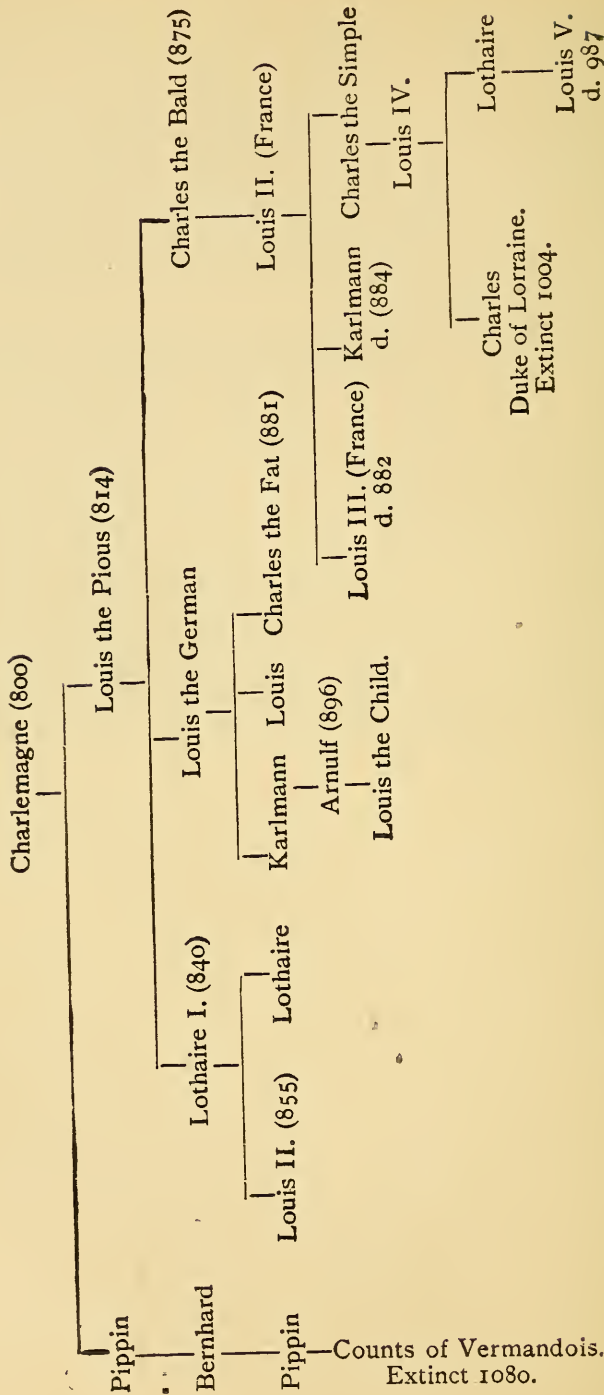 Charlemagne (800)
Pippin
Louis the Pious (814)
Bernhard
Lothaire I. (840)
Louis the German
Charles the Bald (875)
Pippin
Louis II. (855)
Lothaire
Karlmann
Louis
Charles the Fat (881)
Louis II. (France)
Counts of Vermandois.
Extinct 1080.
Arnulf (896)
Louis III. (France)
d. 882
Karlmann
d. (884)
Charles the Simple
Louis the Child.
Louis IV.
Charles
Duke of Lorraine.
Extinct 1004.
Lothaire
Louis V.
d. 987